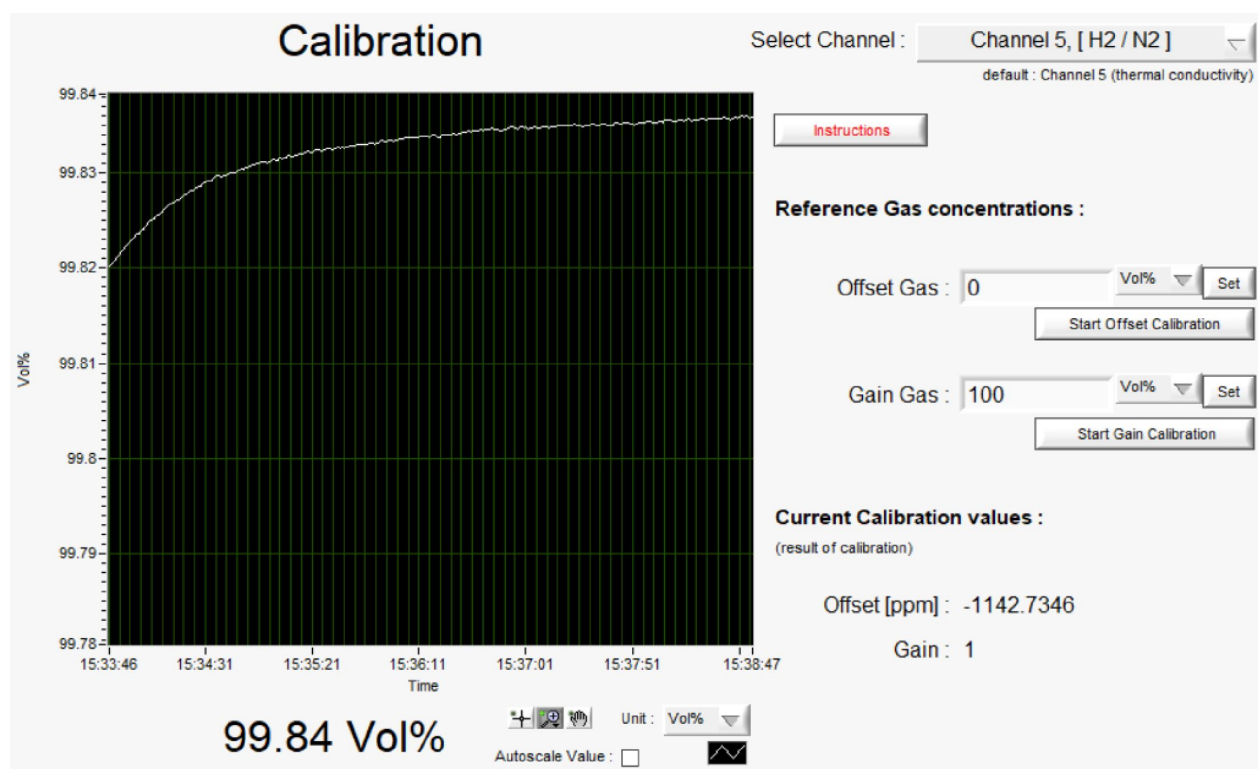 Calibration
Select Channel : Channel 5, [ H2 / N2 ]
default : Channel 5 (thermal conductivity)
Instructions
Reference Gas concentrations :
Offset Gas : 0 Vol% Set
Start Offset Calibration
Gain Gas : 100 Vol% Set
Start Gain Calibration
Current Calibration values :
(result of calibration)
Offset [ppm] : -1142.7346
Gain : 1
Vol%
99.84
99.83
99.82
99.81
99.8
99.79
99.78
15:33:46 15:34:31 15:35:21 15:36:11 15:37:01 15:37:51 15:38:47
Time
99.84 Vol%
Unit : Vol%
Autoscale Value :